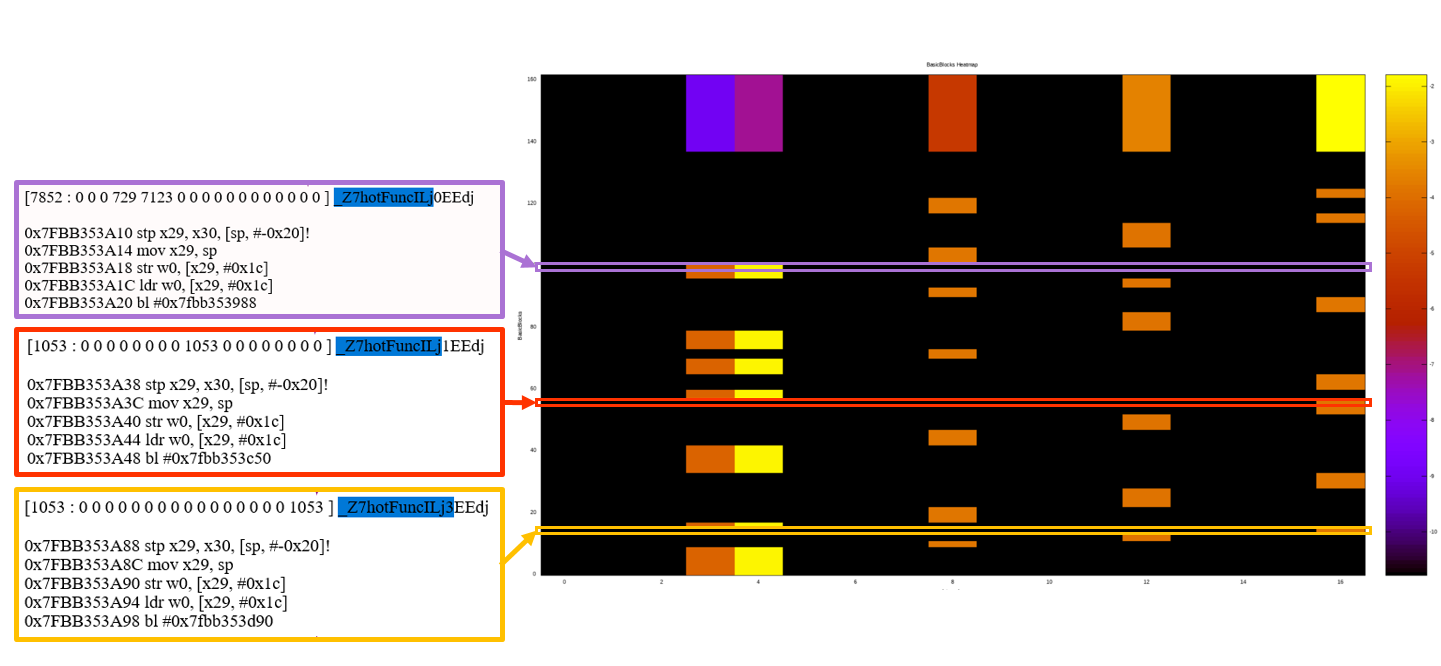 [7852 : 0 0 0 729 7123 0 0 0 0 0 0 0 0 0 0 0 0 ] _Z7hotFuncILj0EEdj
0x7FBB353A10 stp x29, x30, [sp, #-0x20]!
0x7FBB353A14 mov x29, sp
0x7FBB353A18 str w0, [x29, #0x1c]
0x7FBB353A1C ldr w0, [x29, #0x1c]
0x7FBB353A20 bl #0x7fbb353988
[1053 : 0 0 0 0 0 0 0 0 1053 0 0 0 0 0 0 0 0 ] _Z7hotFuncILj1EEdj
0x7FBB353A38 stp x29, x30, [sp, #-0x20]!
0x7FBB353A3C mov x29, sp
0x7FBB353A40 str w0, [x29, #0x1c]
0x7FBB353A44 ldr w0, [x29, #0x1c]
0x7FBB353A48 bl #0x7fbb353c50
[1053 : 0 0 0 0 0 0 0 0 0 0 0 0 0 0 0 0 1053 ] _Z7hotFuncILj3EEdj
0x7FBB353A88 stp x29, x30, [sp, #-0x20]!
0x7FBB353A8C mov x29, sp
0x7FBB353A90 str w0, [x29, #0x1c]
0x7FBB353A94 ldr w0, [x29, #0x1c]
0x7FBB353A98 bl #0x7fbb353d90
BasicBlocks Heatmap
BasicBlocks
160
140
120
80
60
40
20
0
0 2 4 6 8 10 12 14 16
-2
-3
-4
-5
-6
-7
-8
-9
-10